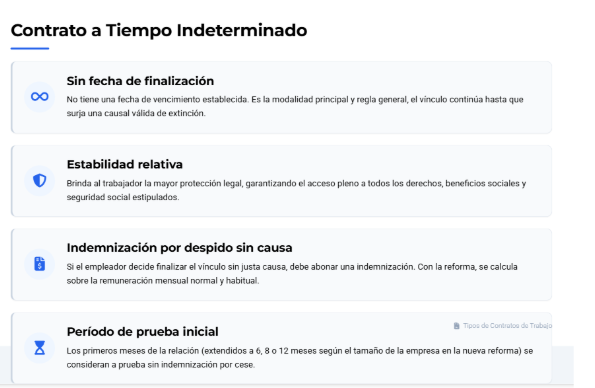 Contrato a Tiempo Indeterminado
Sin fecha de finalización
No tiene una fecha de vencimiento establecida. Es la modalidad principal y regla general, el vínculo continúa hasta que
surja una causal válida de extinción.
Estabilidad relativa
Brinda al trabajador la mayor protección legal, garantizando el acceso pleno a todos los derechos, beneficios sociales y
seguridad social estipulados.
Indemnización por despido sin causa
Si el empleador decide finalizar el vínculo sin justa causa, debe abonar una indemnización. Con la reforma, se calcula
sobre la remuneración mensual normal y habitual.
Tipos de Contratos de Trabajo
Período de prueba inicial
Los primeros meses de la relación (extendidos a 6, 8 o 12 meses según el tamaño de la empresa en la nueva reforma) se
consideran a prueba sin indemnización por cese.